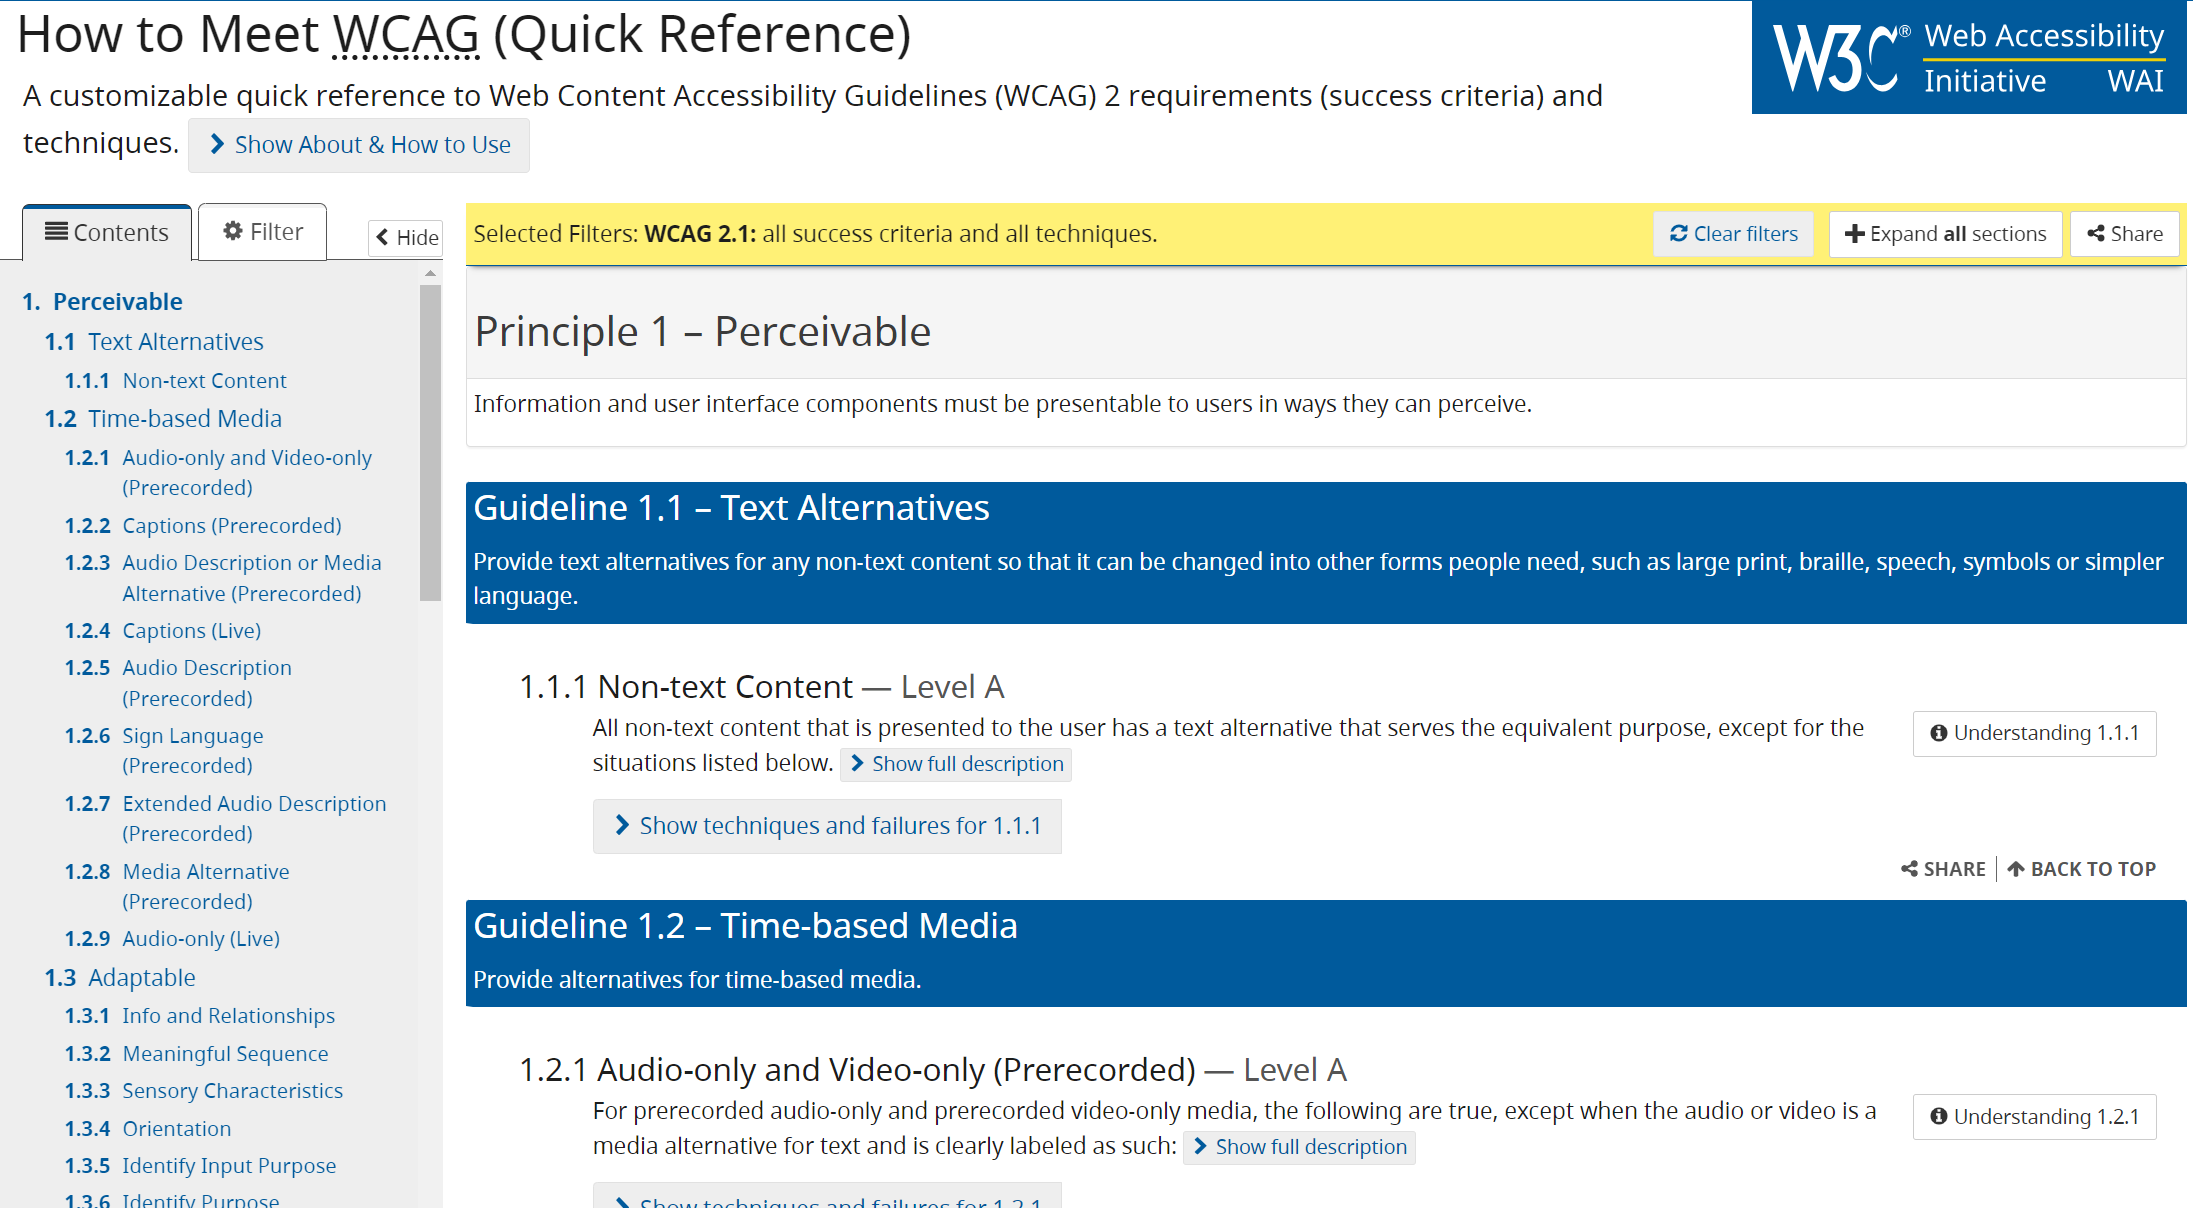 How to Meet WCAG (Quick Reference)
A customizable quick reference to Web Content Accessibility Guidelines (WCAG) 2 requirements (success criteria) and
techniques. Show About & How to Use
W3C® Web Accessibility
Initiative WAI
Contents
Filter
Hide
1. Perceivable
1.1 Text Alternatives
1.1.1 Non-text Content
1.2 Time-based Media
1.2.1 Audio-only and Video-only
(Prerecorded)
1.2.2 Captions (Prerecorded)
1.2.3 Audio Description or Media
Alternative (Prerecorded)
1.2.4 Captions (Live)
1.2.5 Audio Description
(Prerecorded)
1.2.6 Sign Language
(Prerecorded)
1.2.7 Extended Audio Description
(Prerecorded)
1.2.8 Media Alternative
(Prerecorded)
1.2.9 Audio-only (Live)
1.3 Adaptable
1.3.1 Info and Relationships
1.3.2 Meaningful Sequence
1.3.3 Sensory Characteristics
1.3.4 Orientation
1.3.5 Identify Input Purpose
1.3.6 Identify Purpose
Selected Filters: WCAG 2.1: all success criteria and all techniques.
Clear filters
Expand all sections
Share
Principle 1 – Perceivable
Information and user interface components must be presentable to users in ways they can perceive.
Guideline 1.1 – Text Alternatives
Provide text alternatives for any non-text content so that it can be changed into other forms people need, such as large print, braille, speech, symbols or simpler
language.
1.1.1 Non-text Content — Level A
All non-text content that is presented to the user has a text alternative that serves the equivalent purpose, except for the
situations listed below. Show full description
Understanding 1.1.1
Show techniques and failures for 1.1.1
SHARE
BACK TO TOP
Guideline 1.2 – Time-based Media
Provide alternatives for time-based media.
1.2.1 Audio-only and Video-only (Prerecorded) — Level A
For prerecorded audio-only and prerecorded video-only media, the following are true, except when the audio or video is a
media alternative for text and is clearly labeled as such: Show full description
Understanding 1.2.1
Show techniques and failures for 1.2.1